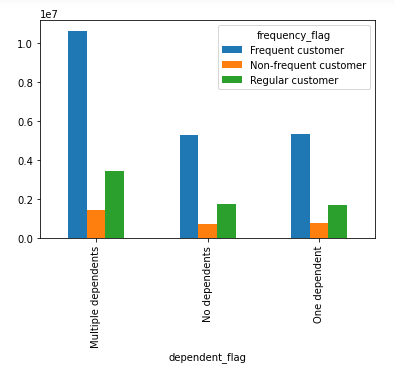 1e7
frequency_flag
Frequent customer
Non-frequent customer
Regular customer
1.0
0.8
0.6
0.4
0.2
0.0
Multiple dependents
No dependents
One dependent
dependent_flag